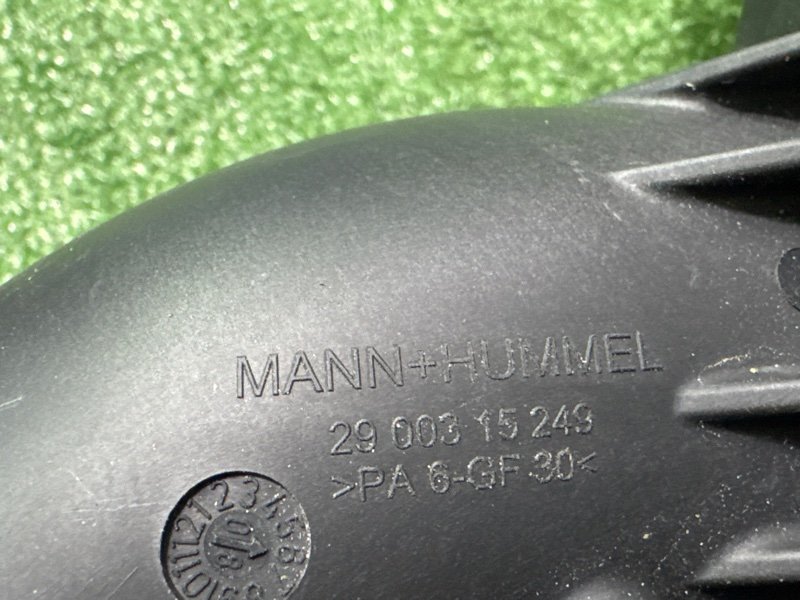 MANN+HUMMEL
29 003 15 249
>PA 6-GF 30<